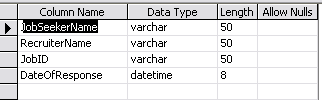 Column Name Data Type Length Allow Nulls
JobSeekerName varchar 50
RecruiterName varchar 50
JobID varchar 50
DateOfResponse datetime 8